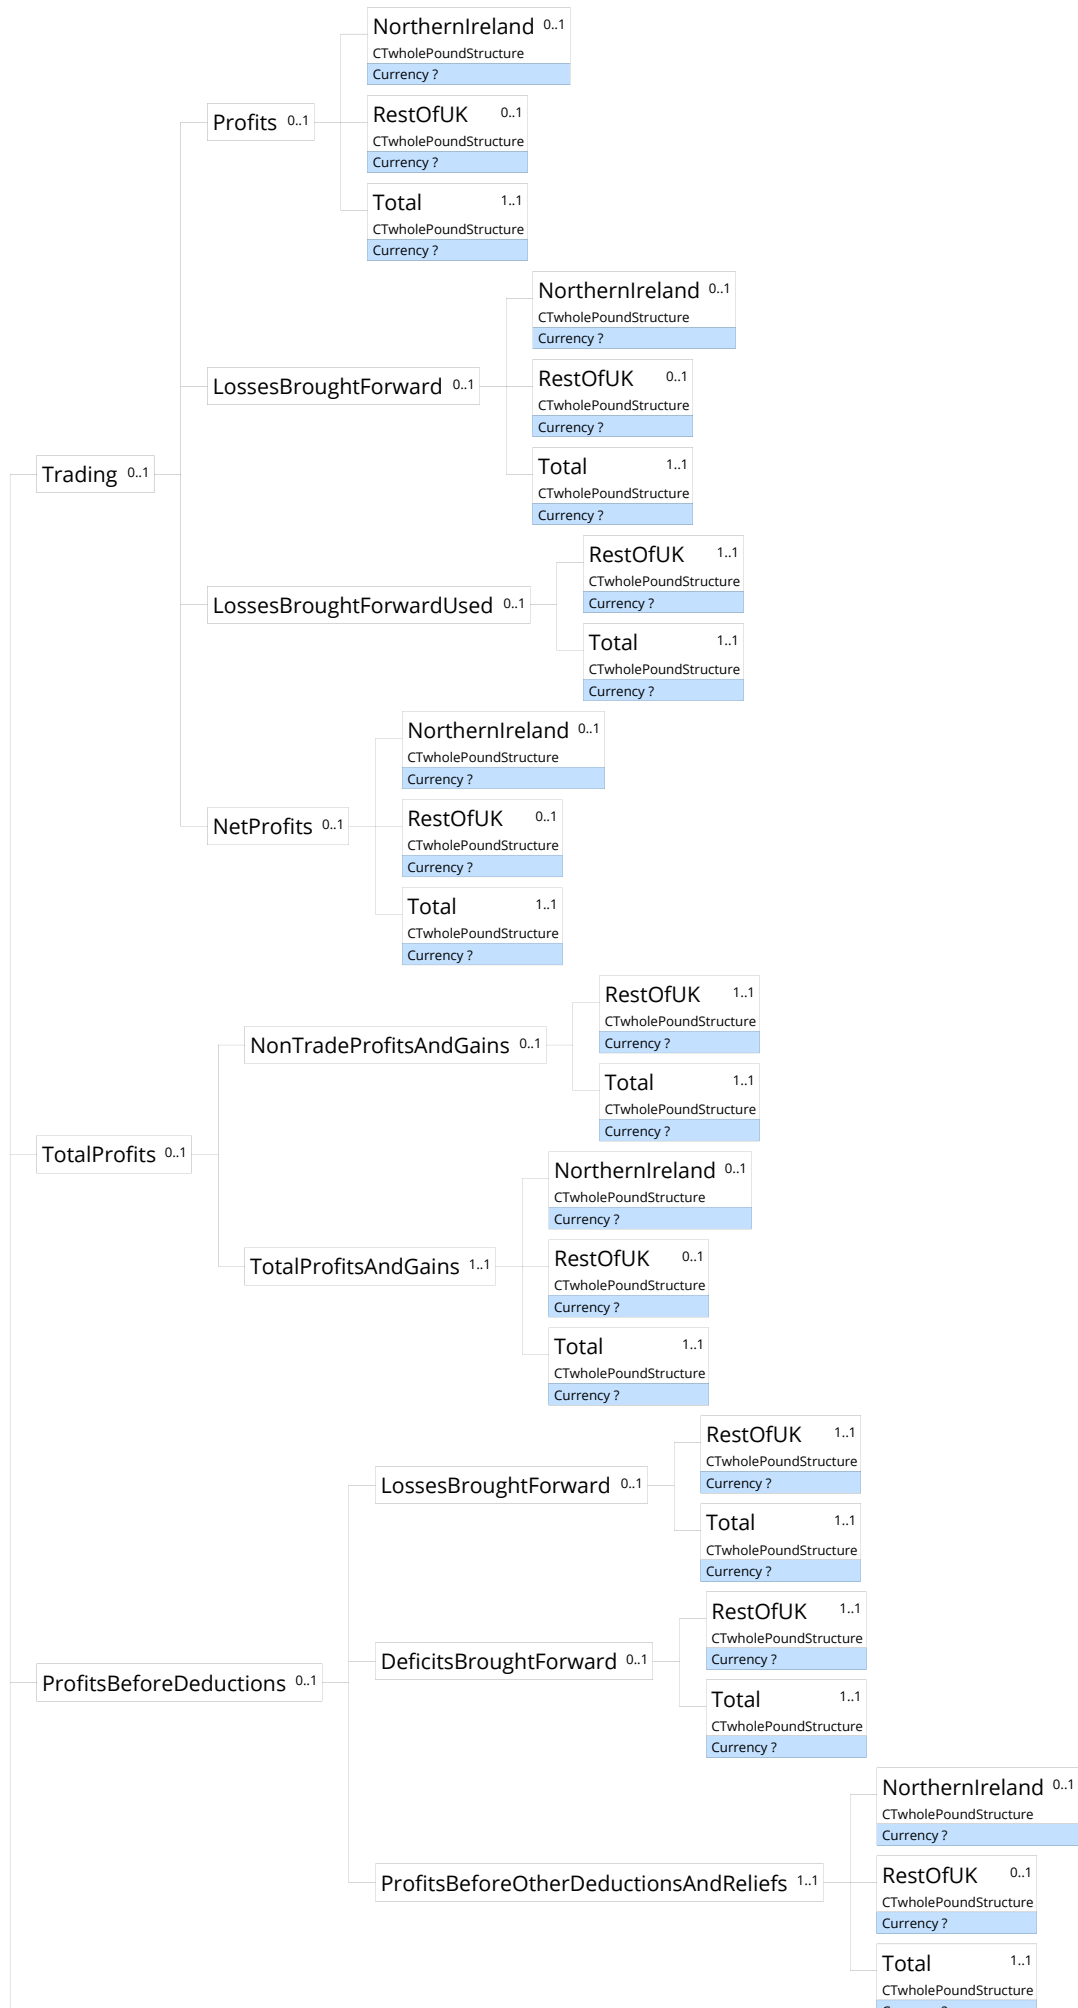 NorthernIreland 0..1
CTwholePoundStructure
Currency ?
Profits 0..1
RestOfUK 0..1
CTwholePoundStructure
Currency ?
Total 1..1
CTwholePoundStructure
Currency ?
NorthernIreland 0..1
CTwholePoundStructure
Currency ?
LossesBroughtForward 0..1
RestOfUK 0..1
CTwholePoundStructure
Currency ?
Trading 0..1
Total 1..1
CTwholePoundStructure
Currency ?
RestOfUK 1..1
CTwholePoundStructure
Currency ?
LossesBroughtForwardUsed 0..1
Total 1..1
CTwholePoundStructure
Currency ?
NorthernIreland 0..1
CTwholePoundStructure
Currency ?
NetProfits 0..1
RestOfUK 0..1
CTwholePoundStructure
Currency ?
Total 1..1
CTwholePoundStructure
Currency ?
RestOfUK 1..1
CTwholePoundStructure
Currency ?
NonTradeProfitsAndGains 0..1
Total 1..1
CTwholePoundStructure
Currency ?
TotalProfits 0..1
NorthernIreland 0..1
CTwholePoundStructure
Currency ?
TotalProfitsAndGains 1..1
RestOfUK 0..1
CTwholePoundStructure
Currency ?
Total 1..1
CTwholePoundStructure
Currency ?
RestOfUK 1..1
CTwholePoundStructure
Currency ?
LossesBroughtForward 0..1
Total 1..1
CTwholePoundStructure
Currency ?
RestOfUK 1..1
CTwholePoundStructure
Currency ?
DeficitsBroughtForward 0..1
ProfitsBeforeDeductions 0..1
Total 1..1
CTwholePoundStructure
Currency ?
NorthernIreland 0..1
CTwholePoundStructure
Currency ?
ProfitsBeforeOtherDeductionsAndReliefs 1..1
RestOfUK 0..1
CTwholePoundStructure
Currency ?
Total 1..1
CTwholePoundStructure